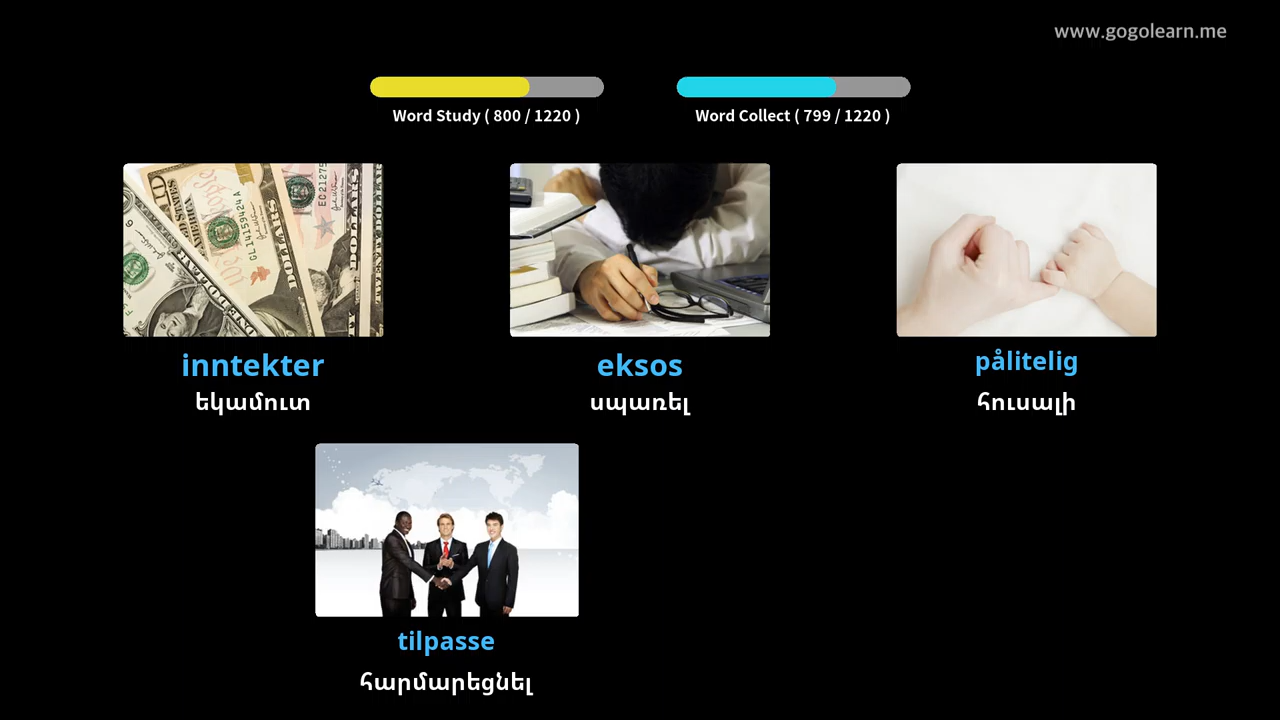 www.gogolearn.me
Word Study ( 800 / 1220 )
Word Collect ( 799 / 1220 )
inntekter
եկամուտ
eksos
սպառել
pålitelig
հուսալի
tilpasse
հարմարեցնել